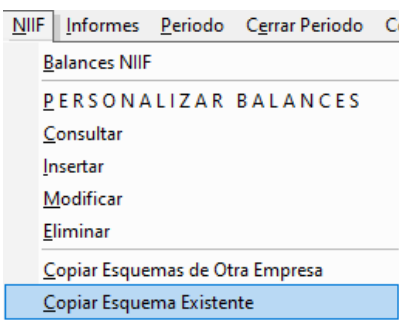 NIIF Informes Periodo Cerrar Periodo
Balances NIIF
PERSONALIZAR BALANCES
Consultar
Insertar
Modificar
Eliminar
Copiar Esquemas de Otra Empresa
Copiar Esquema Existente